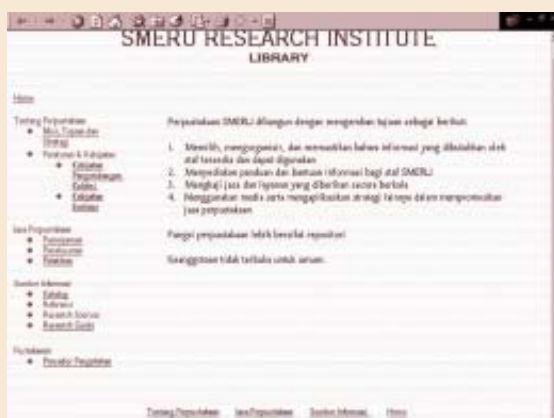 SMERU RESEARCH INSTITUTE
LIBRARY
Home
Tentang Perpustakaan
Misi, Tujuan dan
Strategi
Peraturan & Kebijakan
Kebijakan
Pengembangan
Koleksi
Kebijakan
Perpustakaan SMERU dibangun dengan mengemban tujuan sebagai berikut:
1. Memilih, mengorganisir, dan memastikan bahwa informasi yang dibutuhkan oleh
staf tersedia dan dapat digunakan
2. Menyediakan panduan dan bantuan informasi bagi staf SMERU
3. Mengkaji jasa dan layanan yang diberikan secara berkala
4. Menggunakan media serta mengaplikasikan strategi lainnya dalam mempromosikan
jasa perpustakaan
Fungsi perpustakaan lebih bersifat repositori
Keanggotaan tidak terbuka untuk umum.
Jasa Perpustakaan
Peminjaman
Penelusuran
Pelatihan
Sumber Informasi
Katalog
Referensi
Research Sources
Research Guide
Prosedur Pengutipan
Tentang Perpustakaan Jasa Perpustakaan Sumber Informasi Home